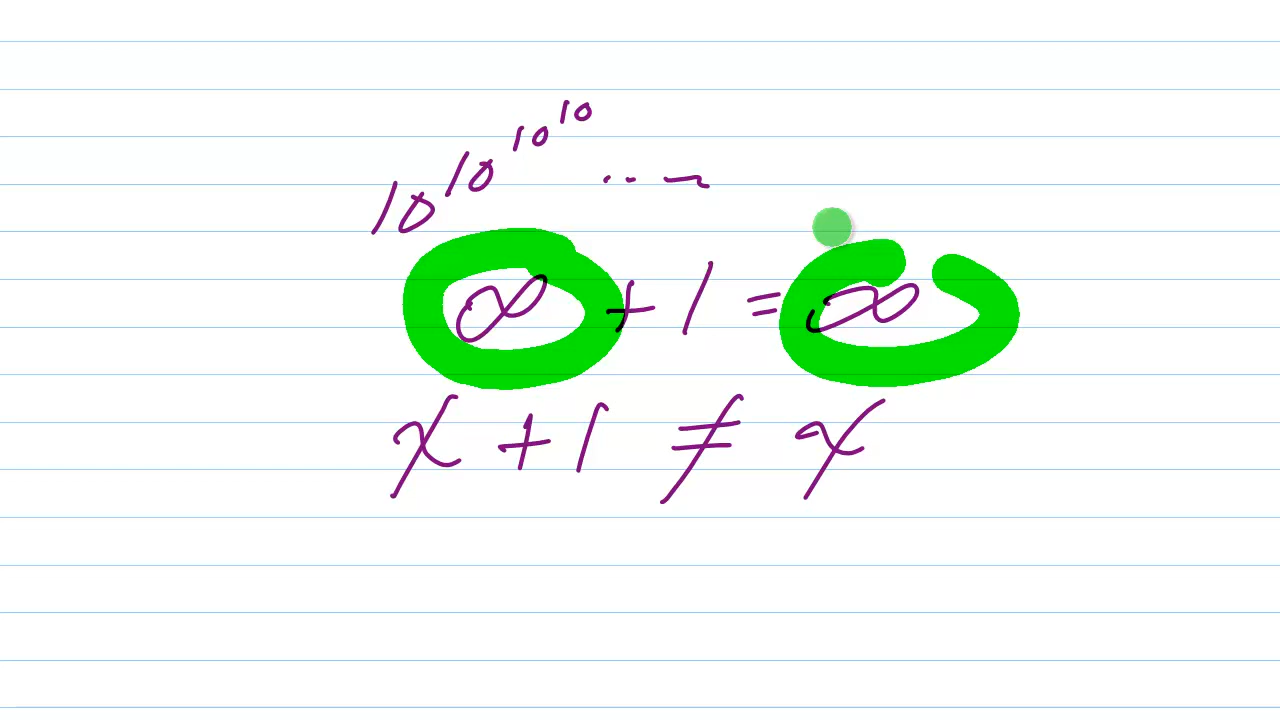 10^10^10^10 .. ~
∞ + 1 = ∞
x + 1 ≠ x